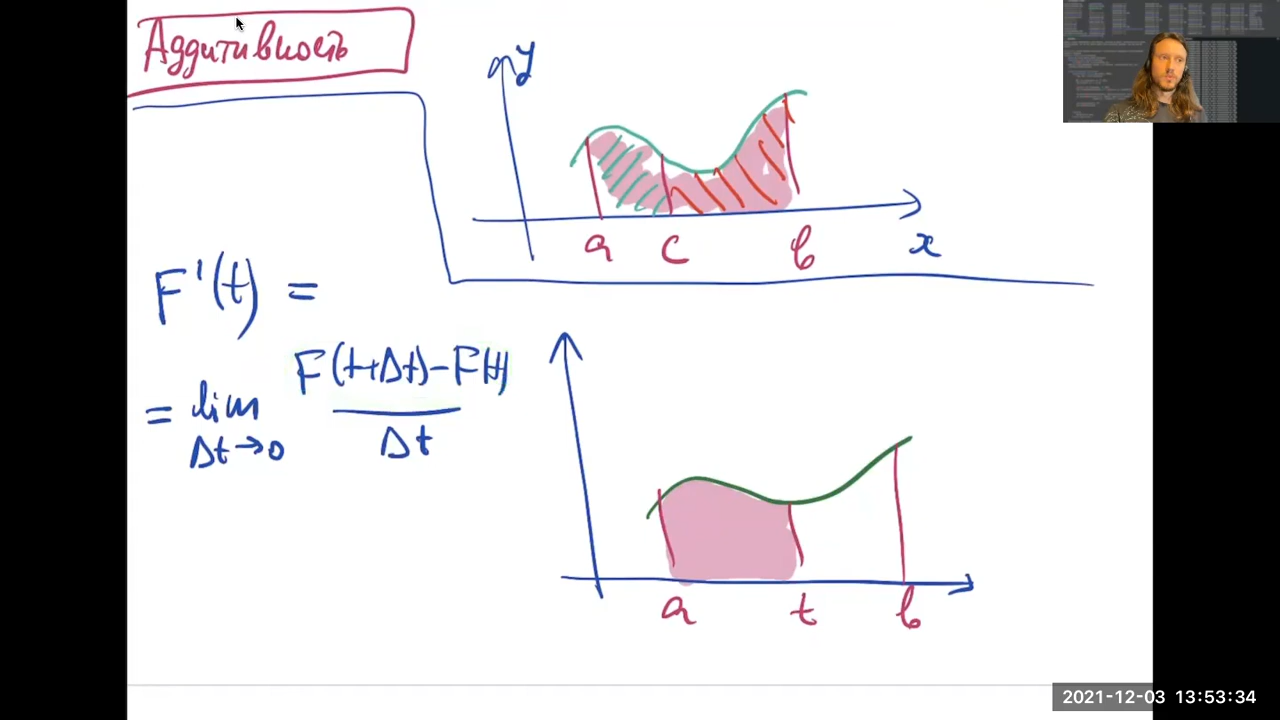 Аддитивность
y
a c b x
F'(t) =
= lim F(t+Δt)-F(t)
Δt→0 Δt
a t b
2021-12-03 13:53:34